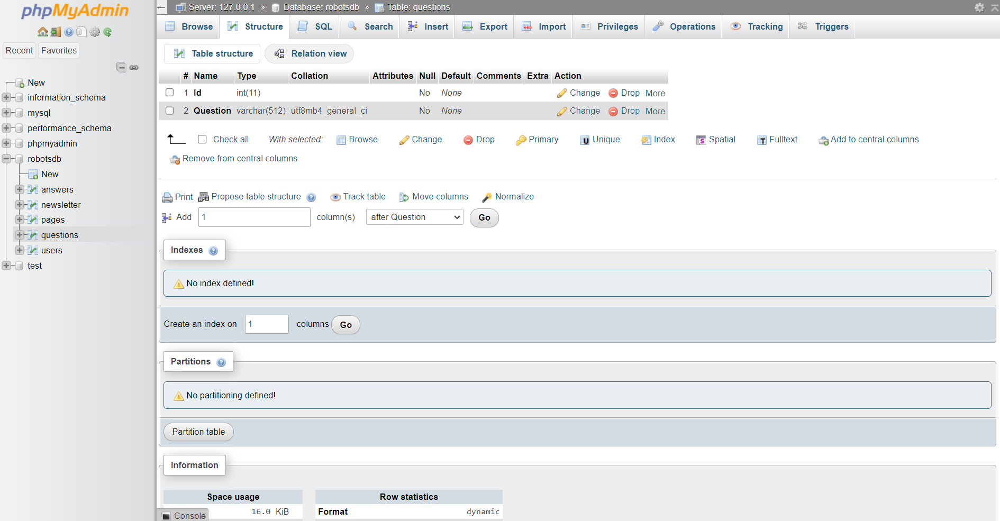 phpMyAdmin
Recent Favorites
New
information_schema
mysql
performance_schema
phpmyadmin
robotsdb
New
answers
newsletter
pages
questions
users
test
Server: 127.0.0.1 » Database: robotsdb » Table: questions
Browse Structure SQL Search Insert Export Import Privileges Operations Tracking Triggers
Table structure Relation view
# Name Type Collation Attributes Null Default Comments Extra Action
1 Id int(11) No None Change Drop More
2 Question varchar(512) utf8mb4_general_ci No None Change Drop More
Check all With selected: Browse Change Drop Primary Unique Index Spatial Fulltext Add to central columns
Remove from central columns
Print Propose table structure Track table Move columns Normalize
Add 1 column(s) after Question Go
Indexes
No index defined!
Create an index on 1 columns Go
Partitions
No partitioning defined!
Partition table
Information
Space usage Row statistics
16.0 KiB Format dynamic
Console